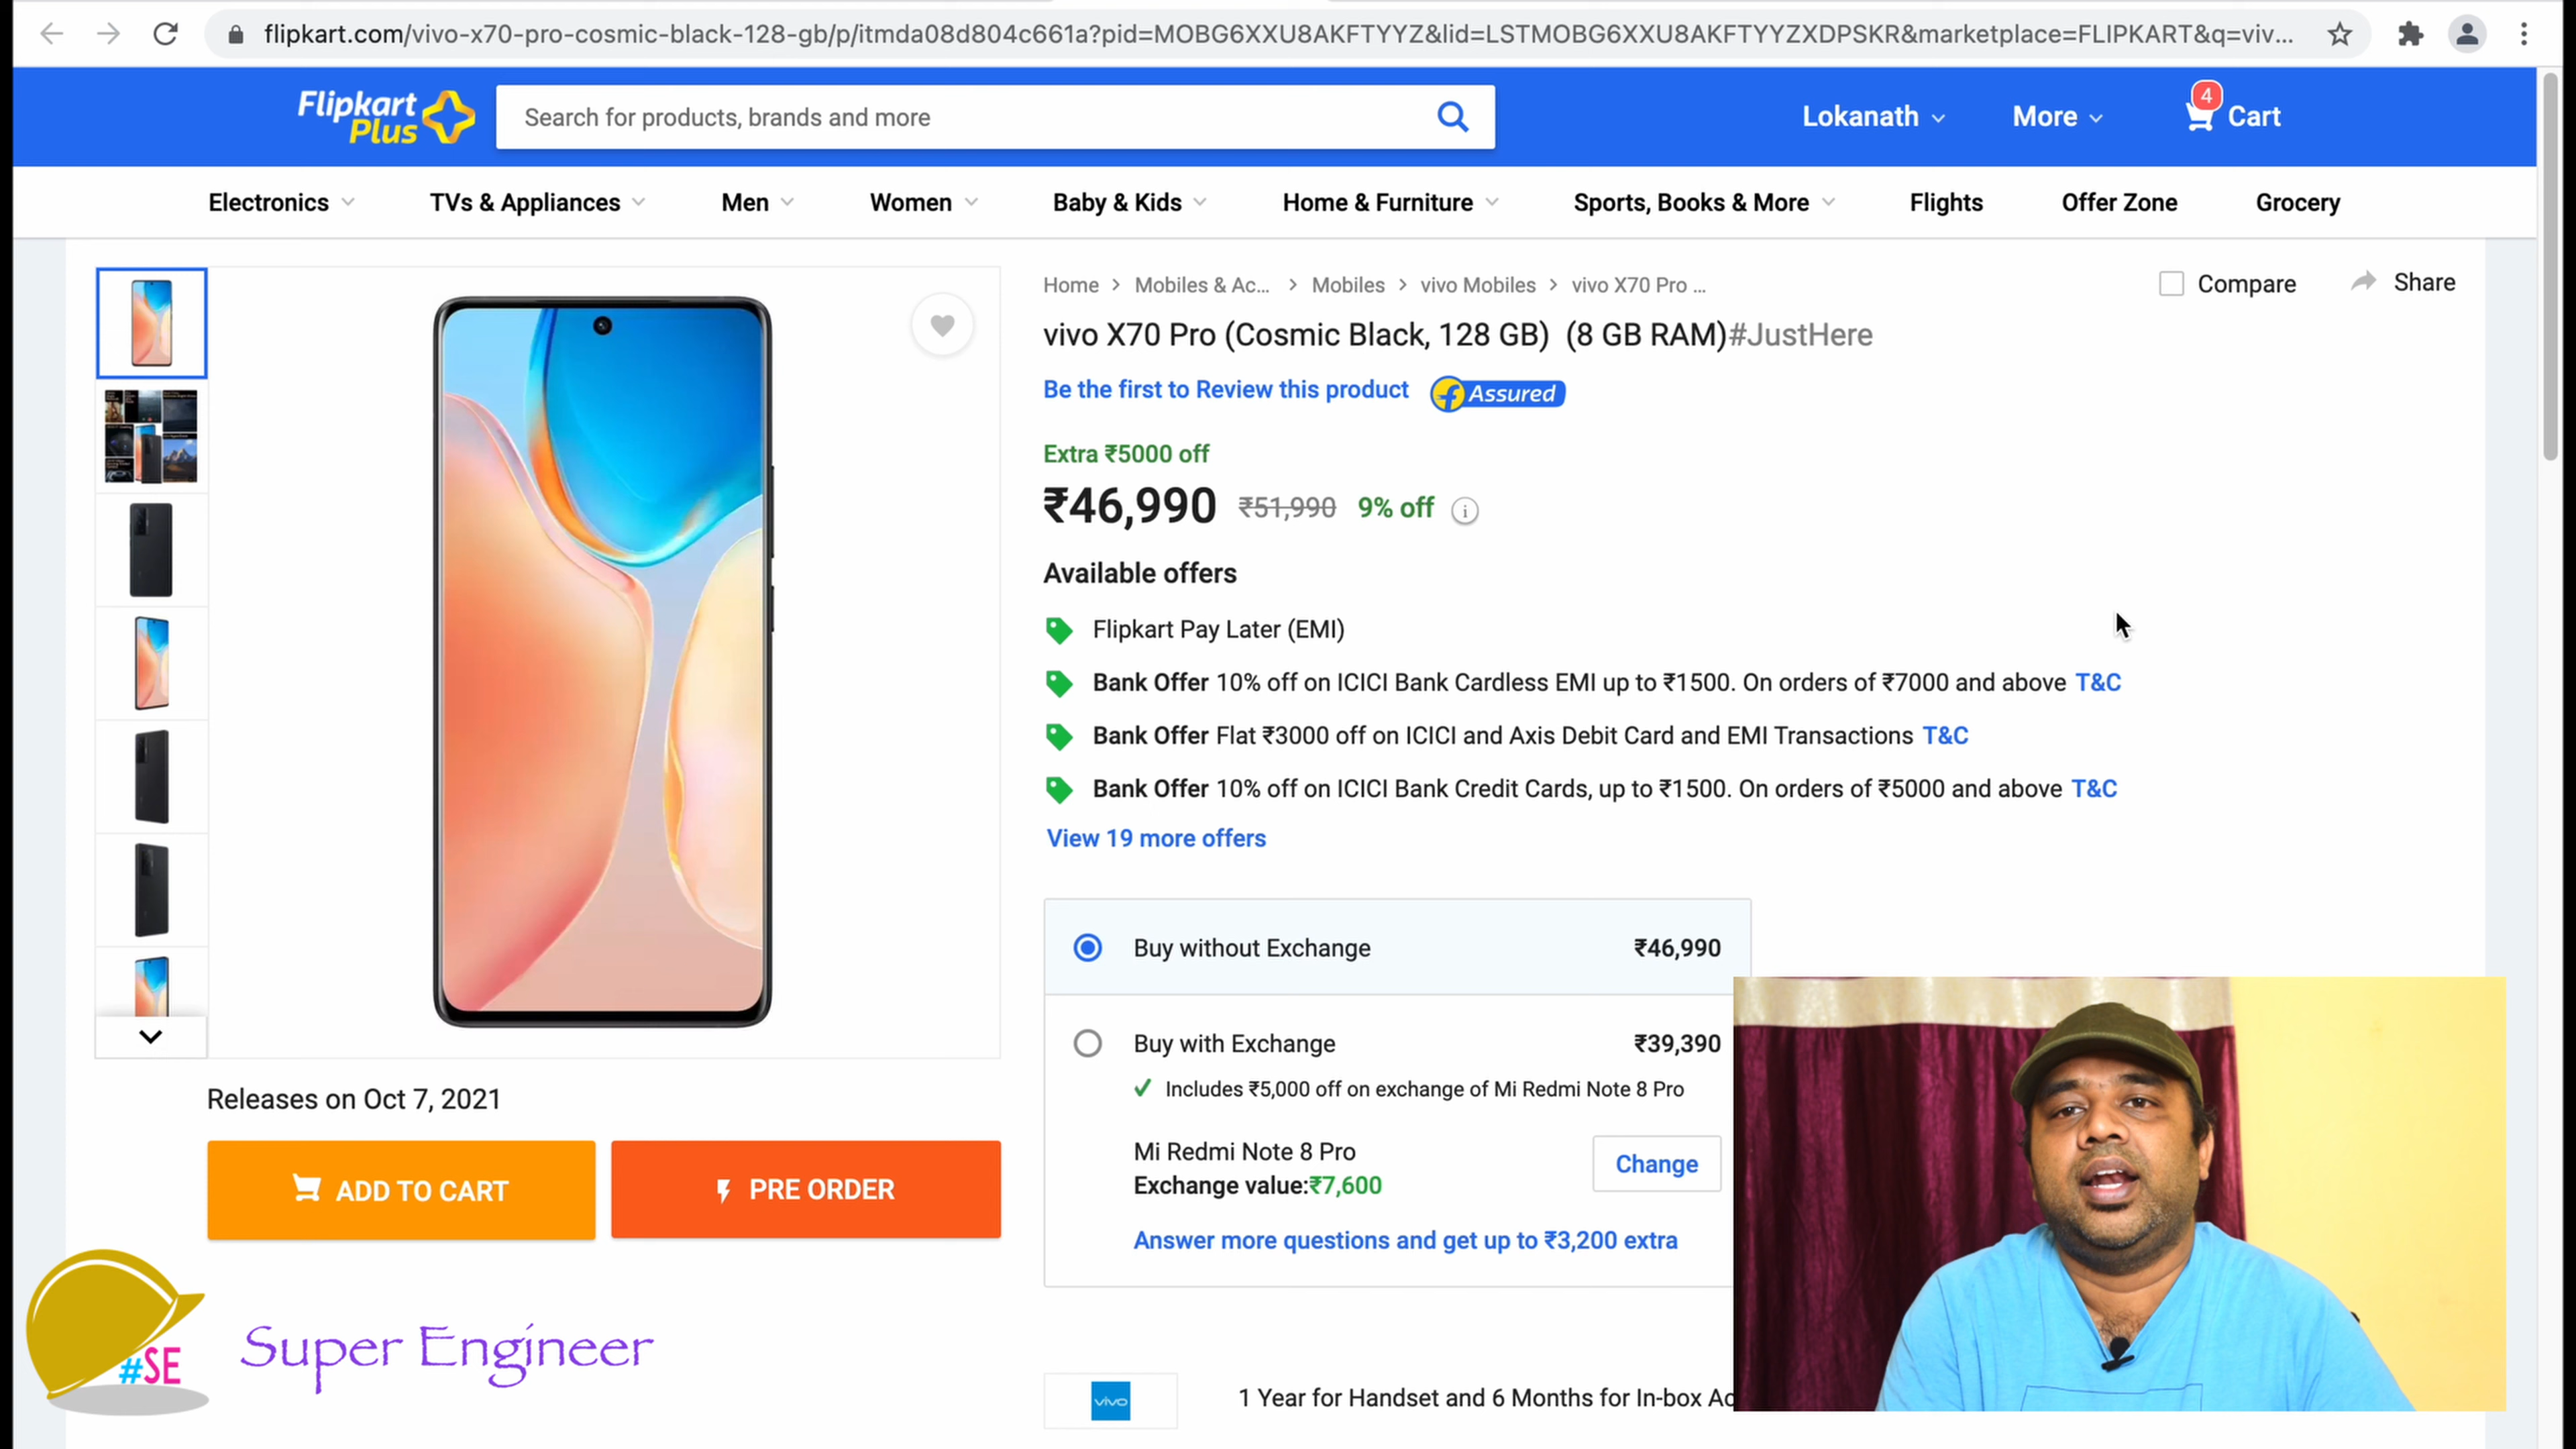 flipkart.com/vivo-x70-pro-cosmic-black-128-gb/p/itmda08d804c661a?pid=MOBG6XXU8AKFTYYZ&lid=LSTMOBG6XXU8AKFTYYZXDPSKR&marketplace=FLIPKART&q=viv...
Flipkart
Plus
Search for products, brands and more
Lokanath
More
4
Cart
Electronics
TVs & Appliances
Men
Women
Baby & Kids
Home & Furniture
Sports, Books & More
Flights
Offer Zone
Grocery
Home > Mobiles & Ac... > Mobiles > vivo Mobiles > vivo X70 Pro ...
Compare
Share
vivo X70 Pro (Cosmic Black, 128 GB) (8 GB RAM)#JustHere
Be the first to Review this product
f Assured
Extra ₹5000 off
₹46,990 ₹51,990 9% off i
Available offers
Flipkart Pay Later (EMI)
Bank Offer 10% off on ICICI Bank Cardless EMI up to ₹1500. On orders of ₹7000 and above T&C
Bank Offer Flat ₹3000 off on ICICI and Axis Debit Card and EMI Transactions T&C
Bank Offer 10% off on ICICI Bank Credit Cards, up to ₹1500. On orders of ₹5000 and above T&C
View 19 more offers
Buy without Exchange ₹46,990
Buy with Exchange ₹39,390
Includes ₹5,000 off on exchange of Mi Redmi Note 8 Pro
Mi Redmi Note 8 Pro
Exchange value:₹7,600
Change
Answer more questions and get up to ₹3,200 extra
Releases on Oct 7, 2021
ADD TO CART
PRE ORDER
#SE
Super Engineer
vivo
1 Year for Handset and 6 Months for In-box Ac